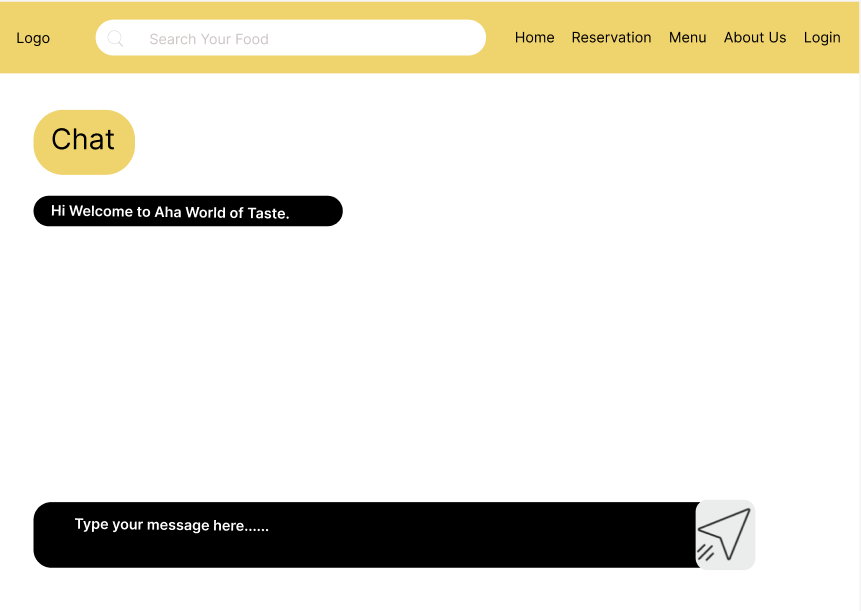 Logo
Search Your Food
Home Reservation Menu About Us Login
Chat
Hi Welcome to Aha World of Taste.
Type your message here......